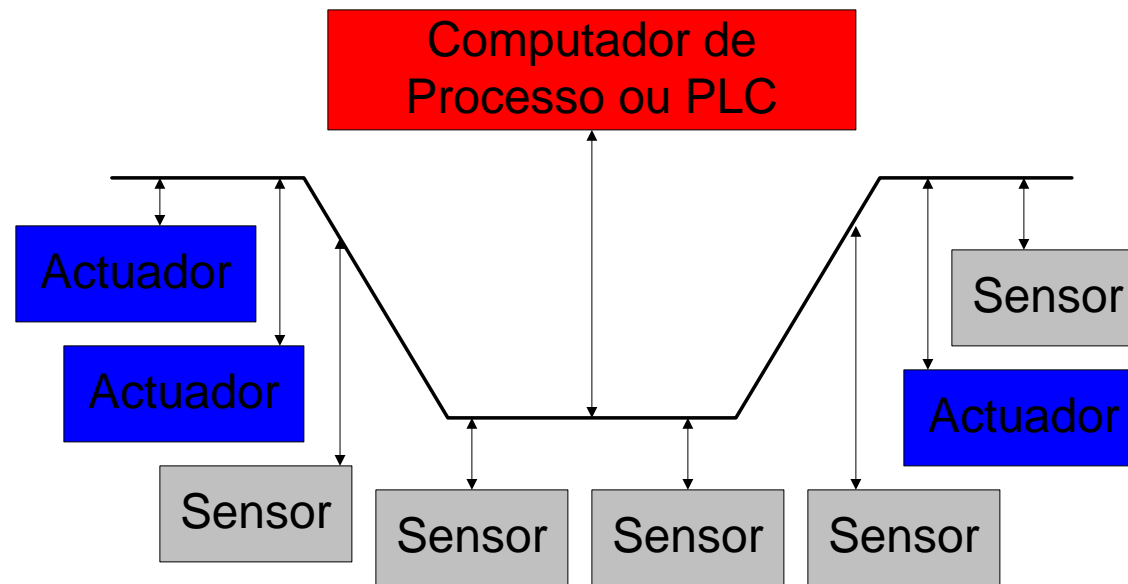 Computador de
Processo ou PLC
Actuador
Sensor
Actuador
Actuador
Sensor
Sensor
Sensor
Sensor